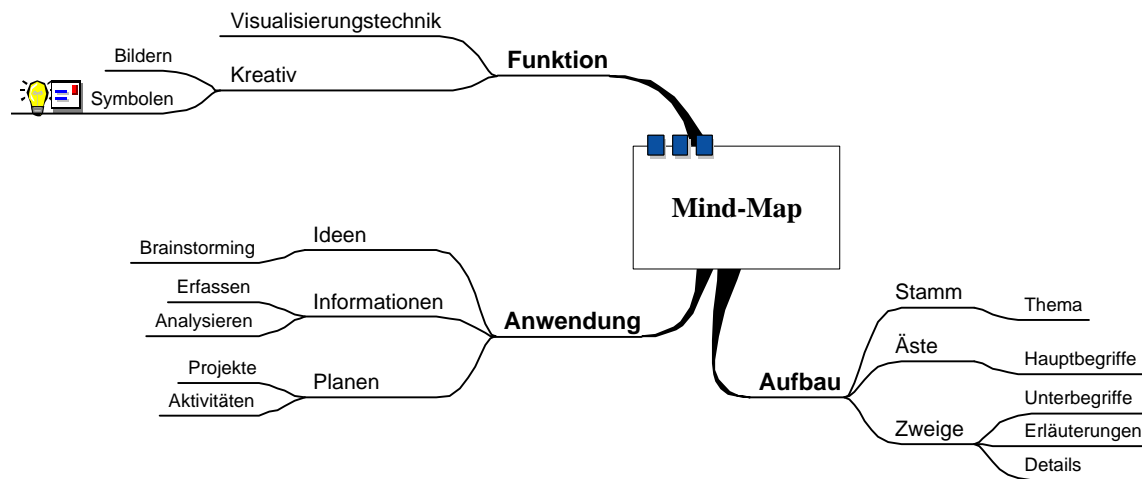 Visualisierungstechnik
Funktion
Bildern
Kreativ
Symbolen
Mind-Map
Ideen
Brainstorming
Erfassen
Informationen
Analysieren
Anwendung
Projekte
Planen
Aktivitäten
Stamm
Thema
Äste
Hauptbegriffe
Aufbau
Unterbegriffe
Zweige
Erläuterungen
Details